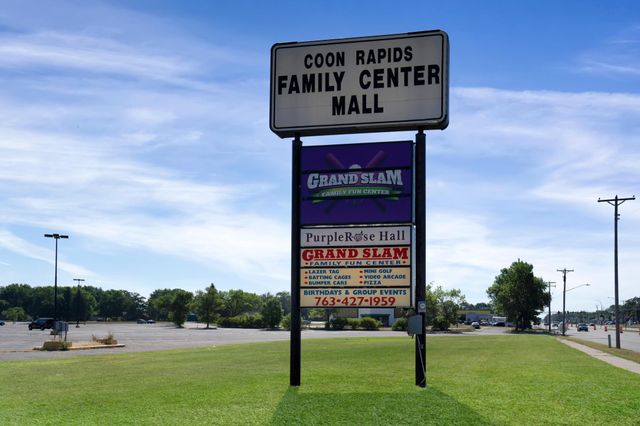 COON RAPIDS
FAMILY CENTER
MALL
GRAND SLAM
FAMILY FUN CENTER
PurpleRose Hall
GRAND SLAM
• FAMILY FUN CENTER •
• LAZER TAG • MINI GOLF
• BATTING CAGES • VIDEO ARCADE
• BUMPER CARS • PIZZA
BIRTHDAYS & GROUP EVENTS
763-427-1959